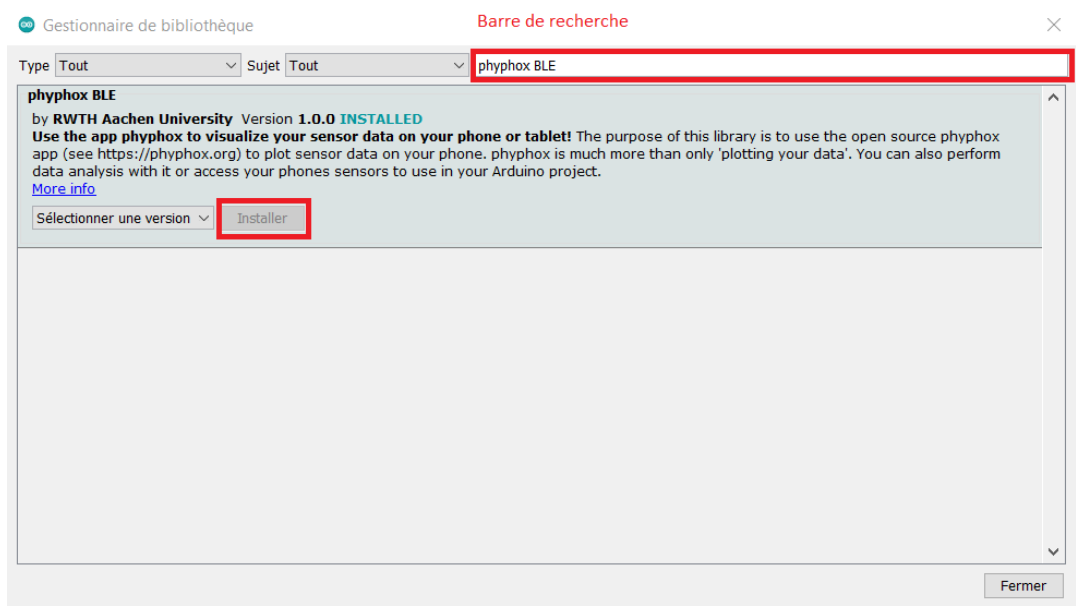 Gestionnaire de bibliothèque
Barre de recherche
Type Tout Sujet Tout phyphox BLE
phyphox BLE
by RWTH Aachen University Version 1.0.0 INSTALLED
Use the app phyphox to visualize your sensor data on your phone or tablet! The purpose of this library is to use the open source phyphox
app (see https://phyphox.org) to plot sensor data on your phone. phyphox is much more than only 'plotting your data'. You can also perform
data analysis with it or access your phones sensors to use in your Arduino project.
More info
Sélectionner une version Installer
Fermer